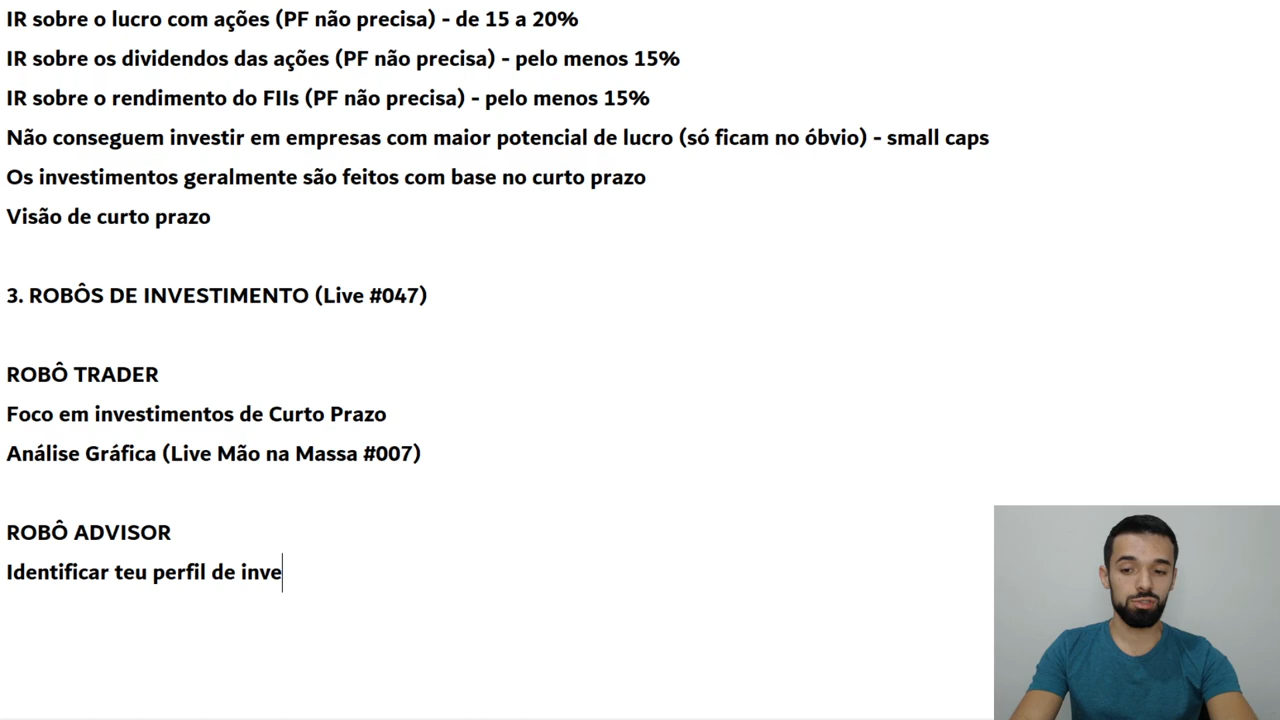 IR sobre o lucro com ações (PF não precisa) - de 15 a 20%
IR sobre os dividendos das ações (PF não precisa) - pelo menos 15%
IR sobre o rendimento do FIIs (PF não precisa) - pelo menos 15%
Não conseguem investir em empresas com maior potencial de lucro (só ficam no óbvio) - small caps
Os investimentos geralmente são feitos com base no curto prazo
Visão de curto prazo
3. ROBÔS DE INVESTIMENTO (Live #047)
ROBÔ TRADER
Foco em investimentos de Curto Prazo
Análise Gráfica (Live Mão na Massa #007)
ROBÔ ADVISOR
Identificar teu perfil de inve